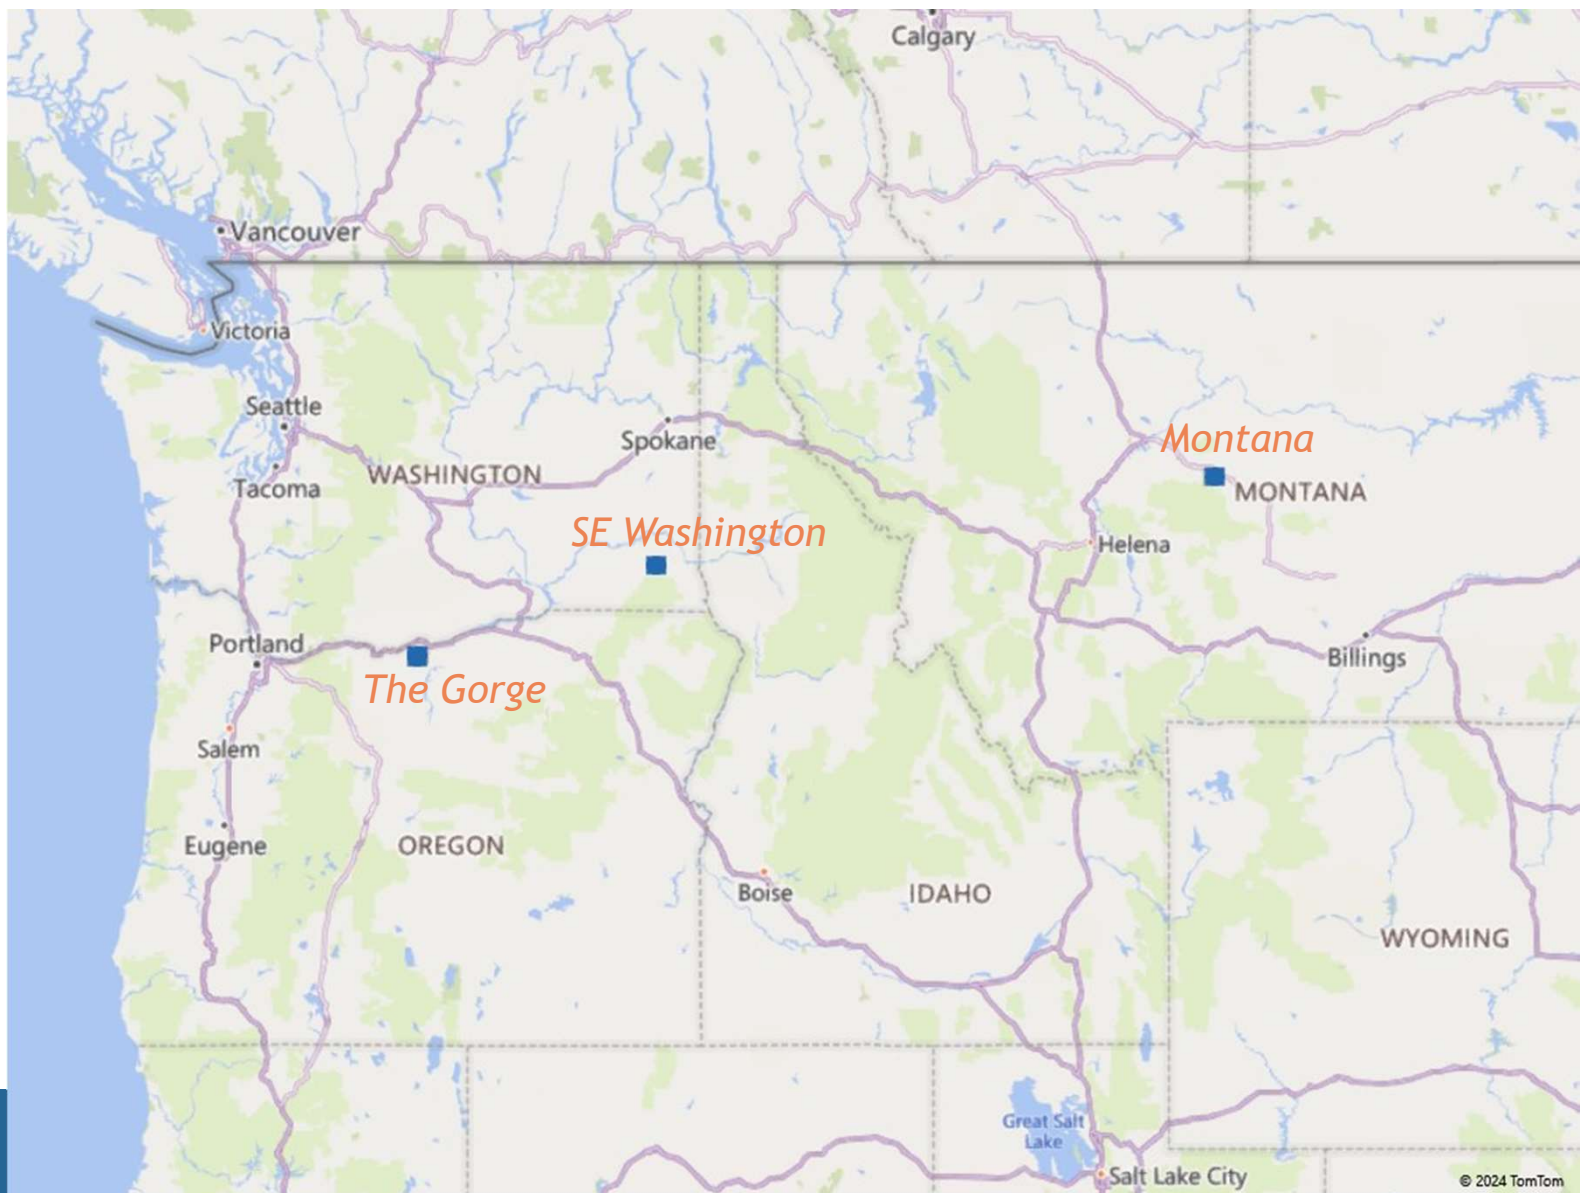 Calgary
Vancouver
Victoria
Seattle
Montana
Spokane
WASHINGTON
Tacoma
MONTANA
SE Washington
Helena
Portland
Billings
The Gorge
Salem
Eugene
OREGON
Boise
IDAHO
WYOMING
Great Salt
Lake
Salt Lake City
© 2024 TomTom